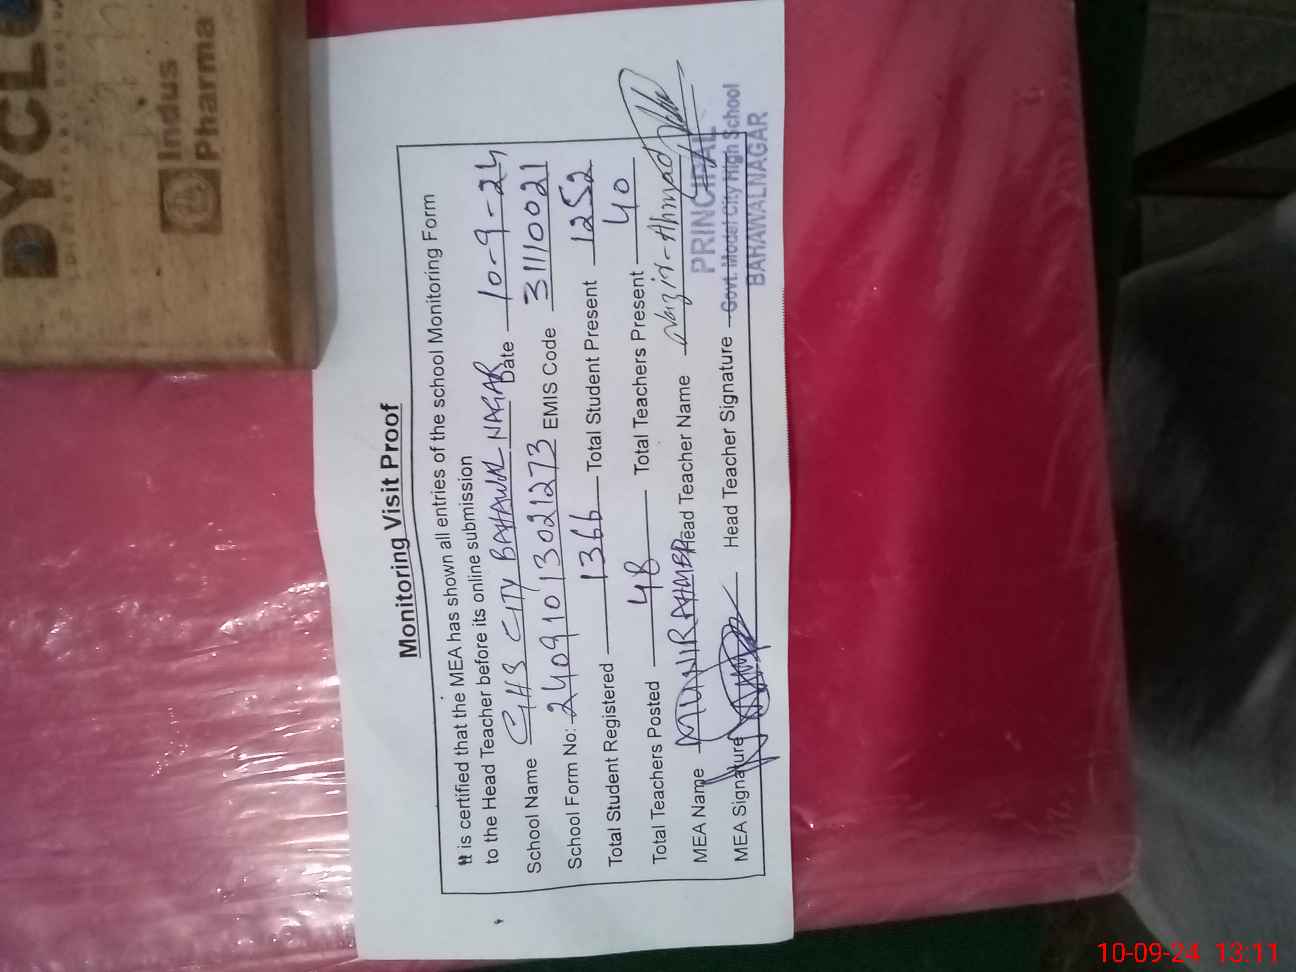 Monitoring Visit Proof
It is certified that the MEA has shown all entries of the school Monitoring Form
to the Head Teacher before its online submission
School Name GHS CITY BAHAWAL NAGAR Date 10-9-24
School Form No: 24091013021273 EMIS Code 31110021
Total Student Registered 1366 Total Student Present 1252
Total Teachers Posted 48 Total Teachers Present 40
MEA Name MUNIR AHMED Head Teacher Name Nazir-Ahmad
MEA Signature Head Teacher Signature
PRINCIPAL
Govt. Model City High School
BAHAWALNAGAR
Indus
Pharma
10-09-24 13:11